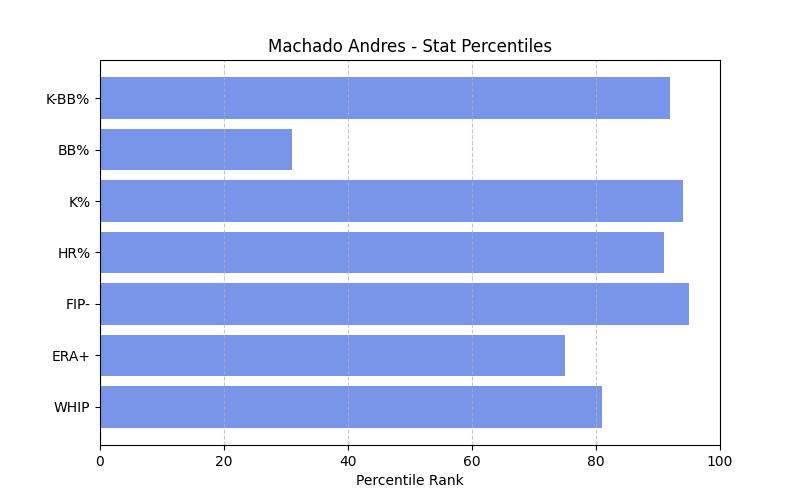 Machado Andres - Stat Percentiles
K-BB%
BB%
K%
HR%
FIP-
ERA+
WHIP
0 20 40 60 80 100
Percentile Rank